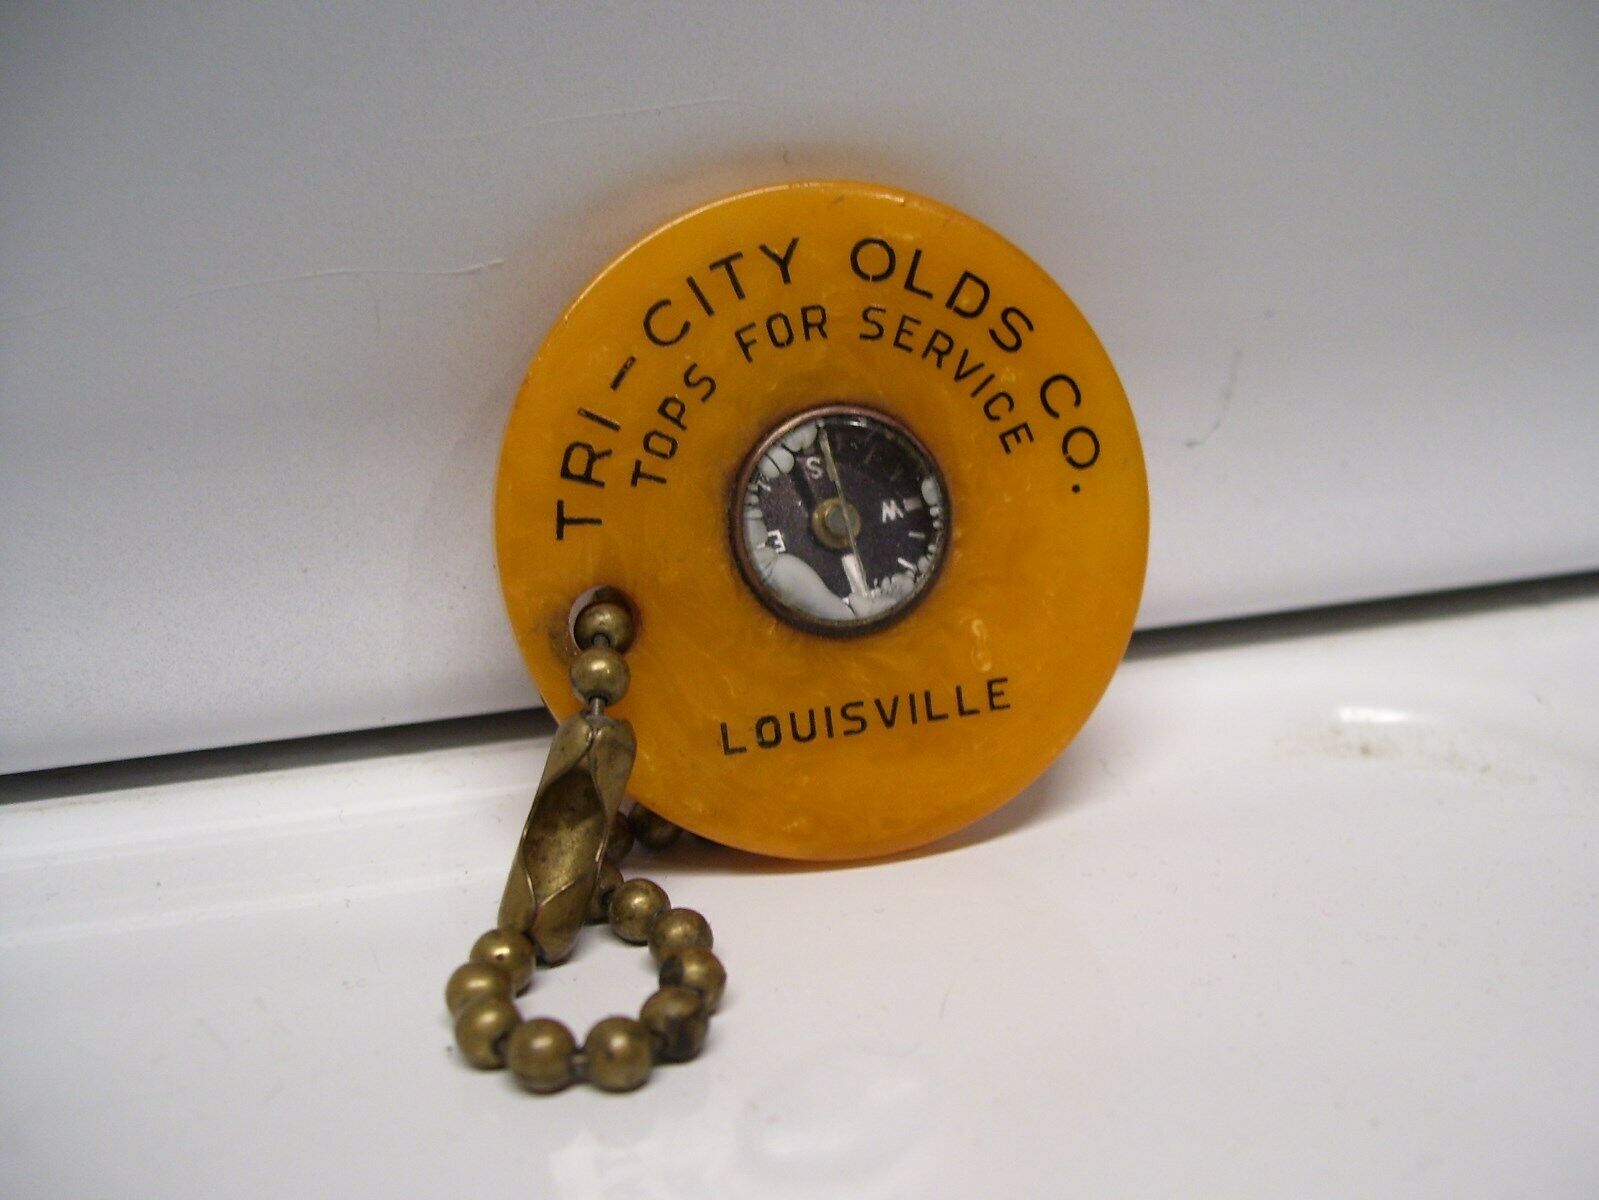 TRI-CITY OLDS CO.
TOPS FOR SERVICE
S
W
E
LOUISVILLE